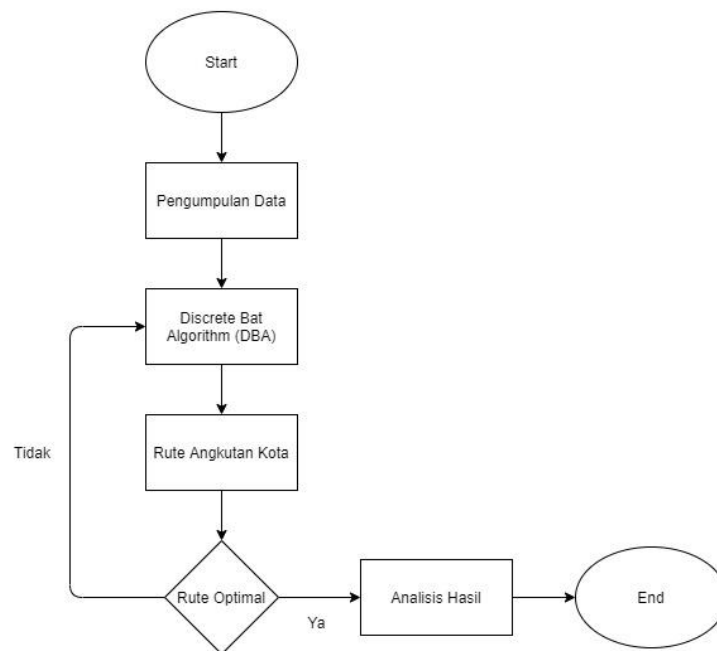 Start
Pengumpulan Data
Discrete Bat
Algorithm (DBA)
Rute Angkutan Kota
Tidak
Rute Optimal
Ya
Analisis Hasil
End